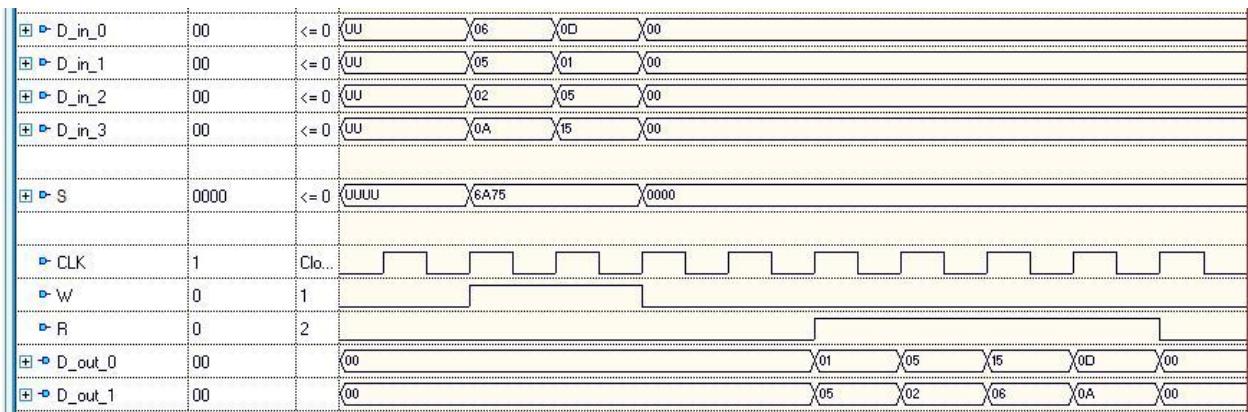 D_in_0 00 <= 0 UU 06 0D 00
D_in_1 00 <= 0 UU 05 01 00
D_in_2 00 <= 0 UU 02 05 00
D_in_3 00 <= 0 UU 0A 15 00
S 0000 <= 0 UUUU 6A75 0000
CLK 1 Clo...
W 0 1
R 0 2
D_out_0 00 00 01 05 15 0D 00
D_out_1 00 00 05 02 06 0A 00